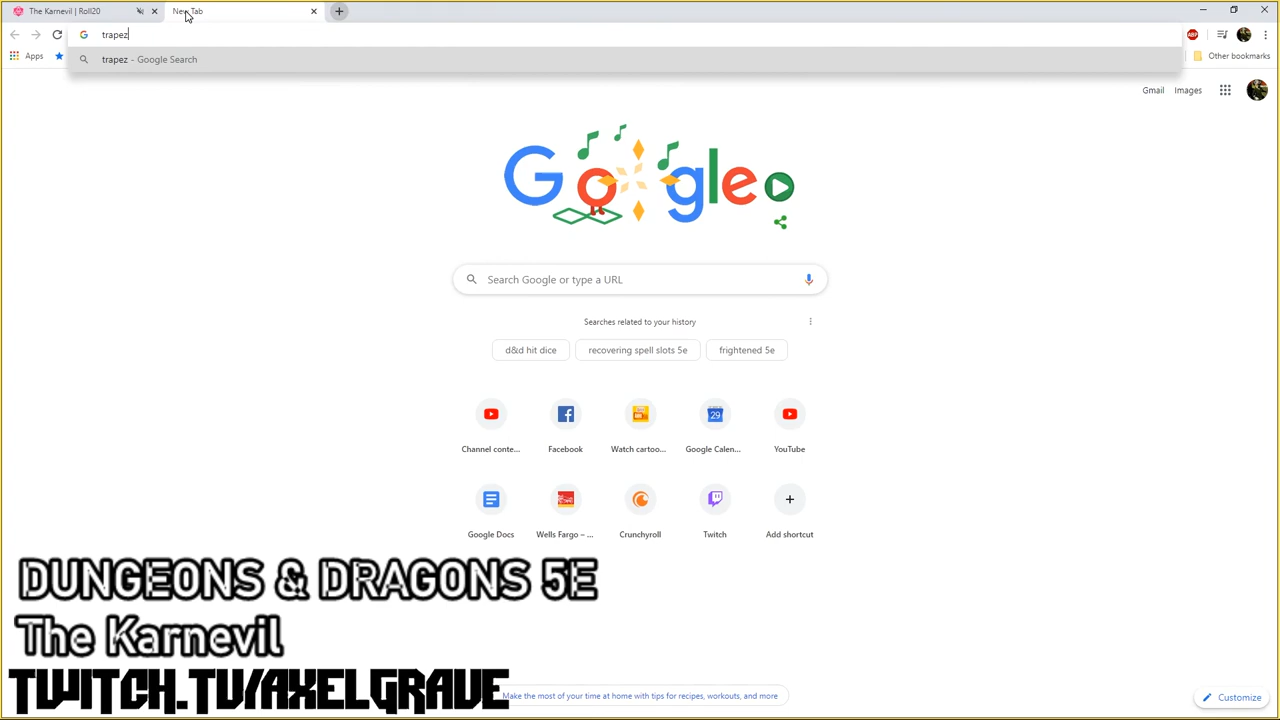 The Karnevil | Roll20
New Tab
trapez
trapez - Google Search
Apps
ABP
Other bookmarks
Gmail
Images
Google
Search Google or type a URL
Searches related to your history
d&d hit dice
recovering spell slots 5e
frightened 5e
Channel conte...
Facebook
Watch cartoo...
29
Google Calen...
YouTube
Google Docs
Wells Fargo – ...
Crunchyroll
Twitch
Add shortcut
DUNGEONS & DRAGONS 5E
The Karnevil
TWITCH.TV/AXELGRAVE
Make the most of your time at home with tips for recipes, workouts, and more
Customize